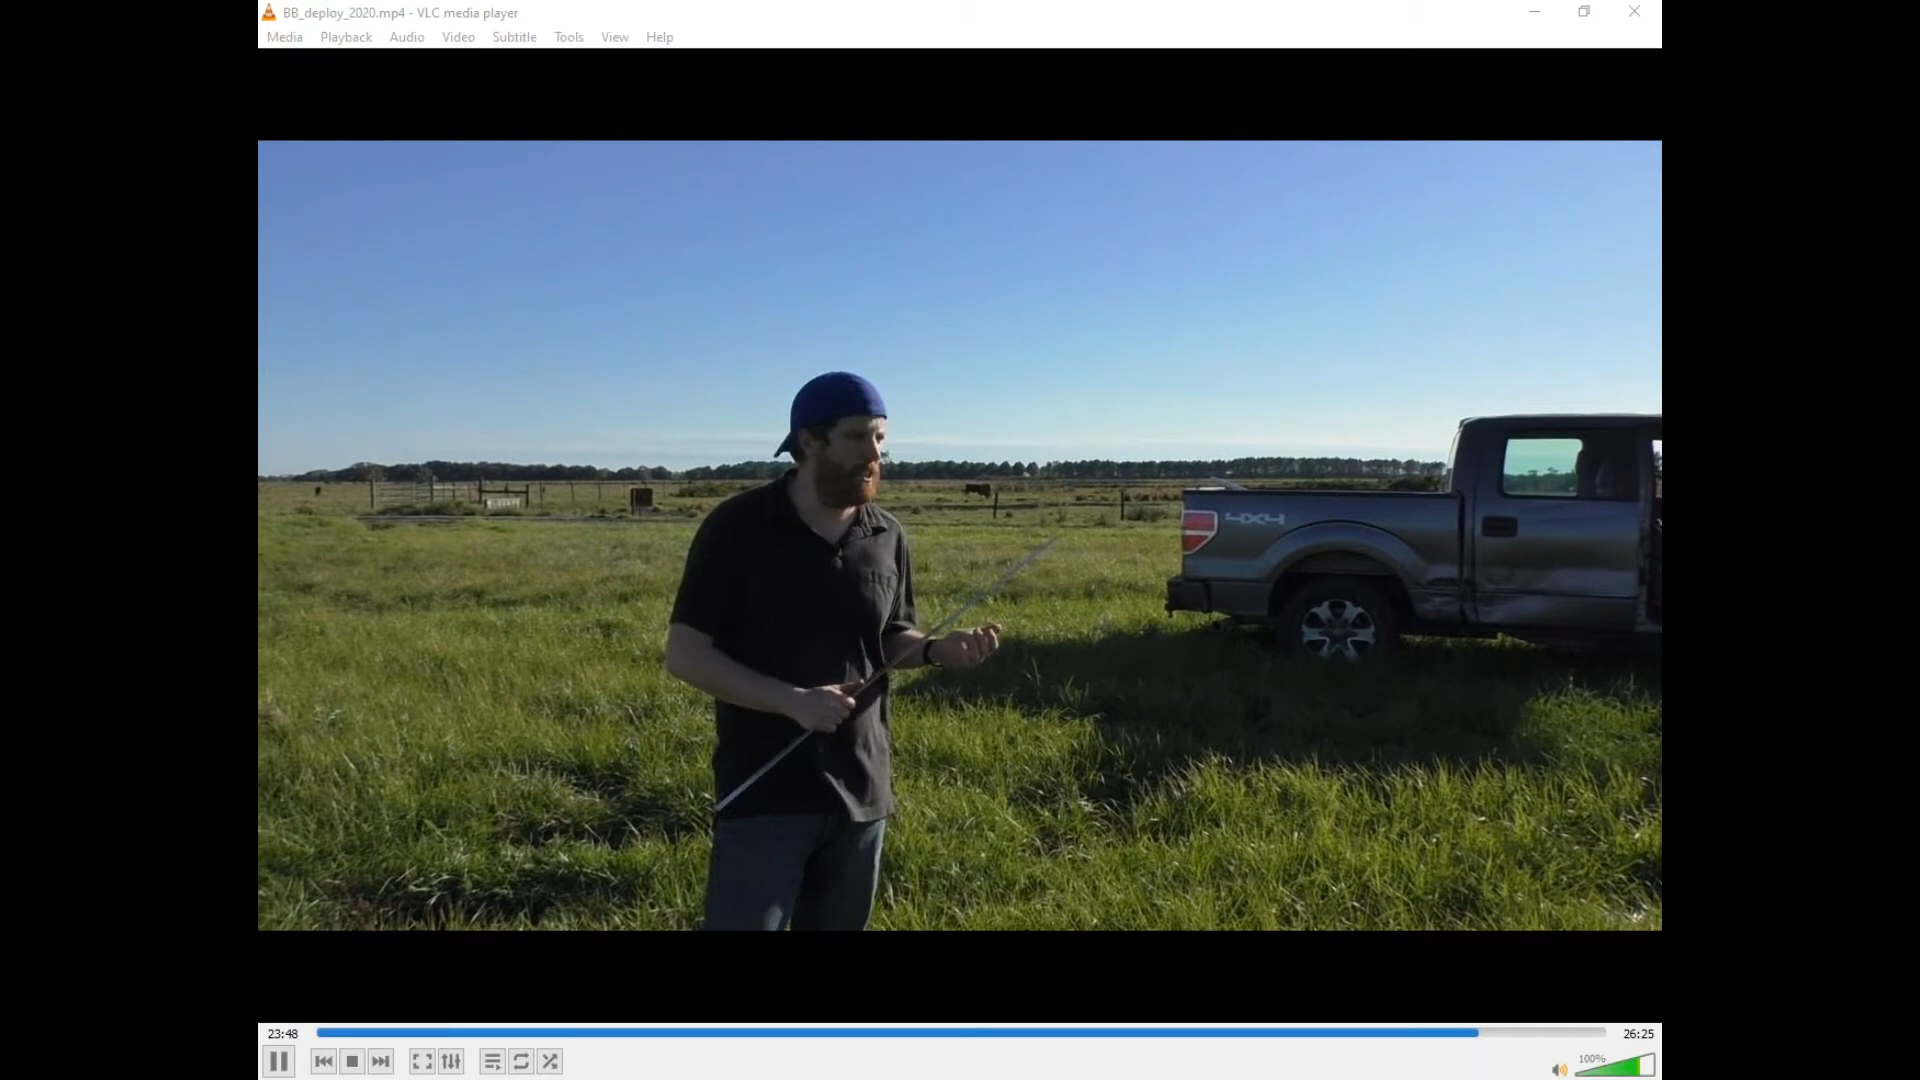 BB_deploy_2020.mp4 - VLC media player
Media Playback Audio Video Subtitle Tools View Help
4X4
23:48
26:25
100%